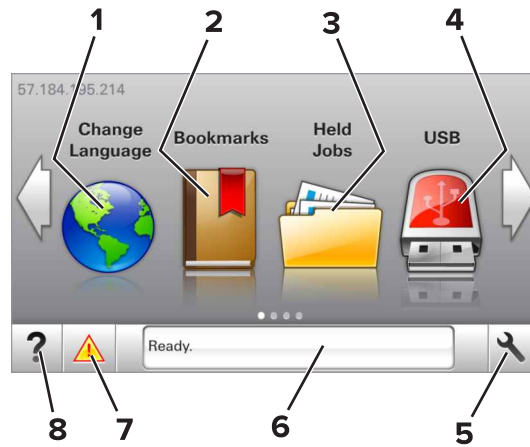 1 2 3 4
57.184.195.214
Change
Language
Bookmarks
Held
Jobs
USB
?
Ready.
8 7 6 5